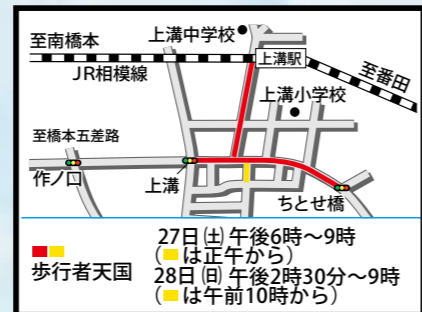 上溝中学校
至南橋本
上溝駅
JR相模線
至番田
上溝小学校
至橋本五差路
作ノ口
上溝
ちとせ橋
歩行者天国
27日㈯午後6時〜9時
(■は正午から)
28日㈰午後2時30分〜9時
(■は午前10時から)